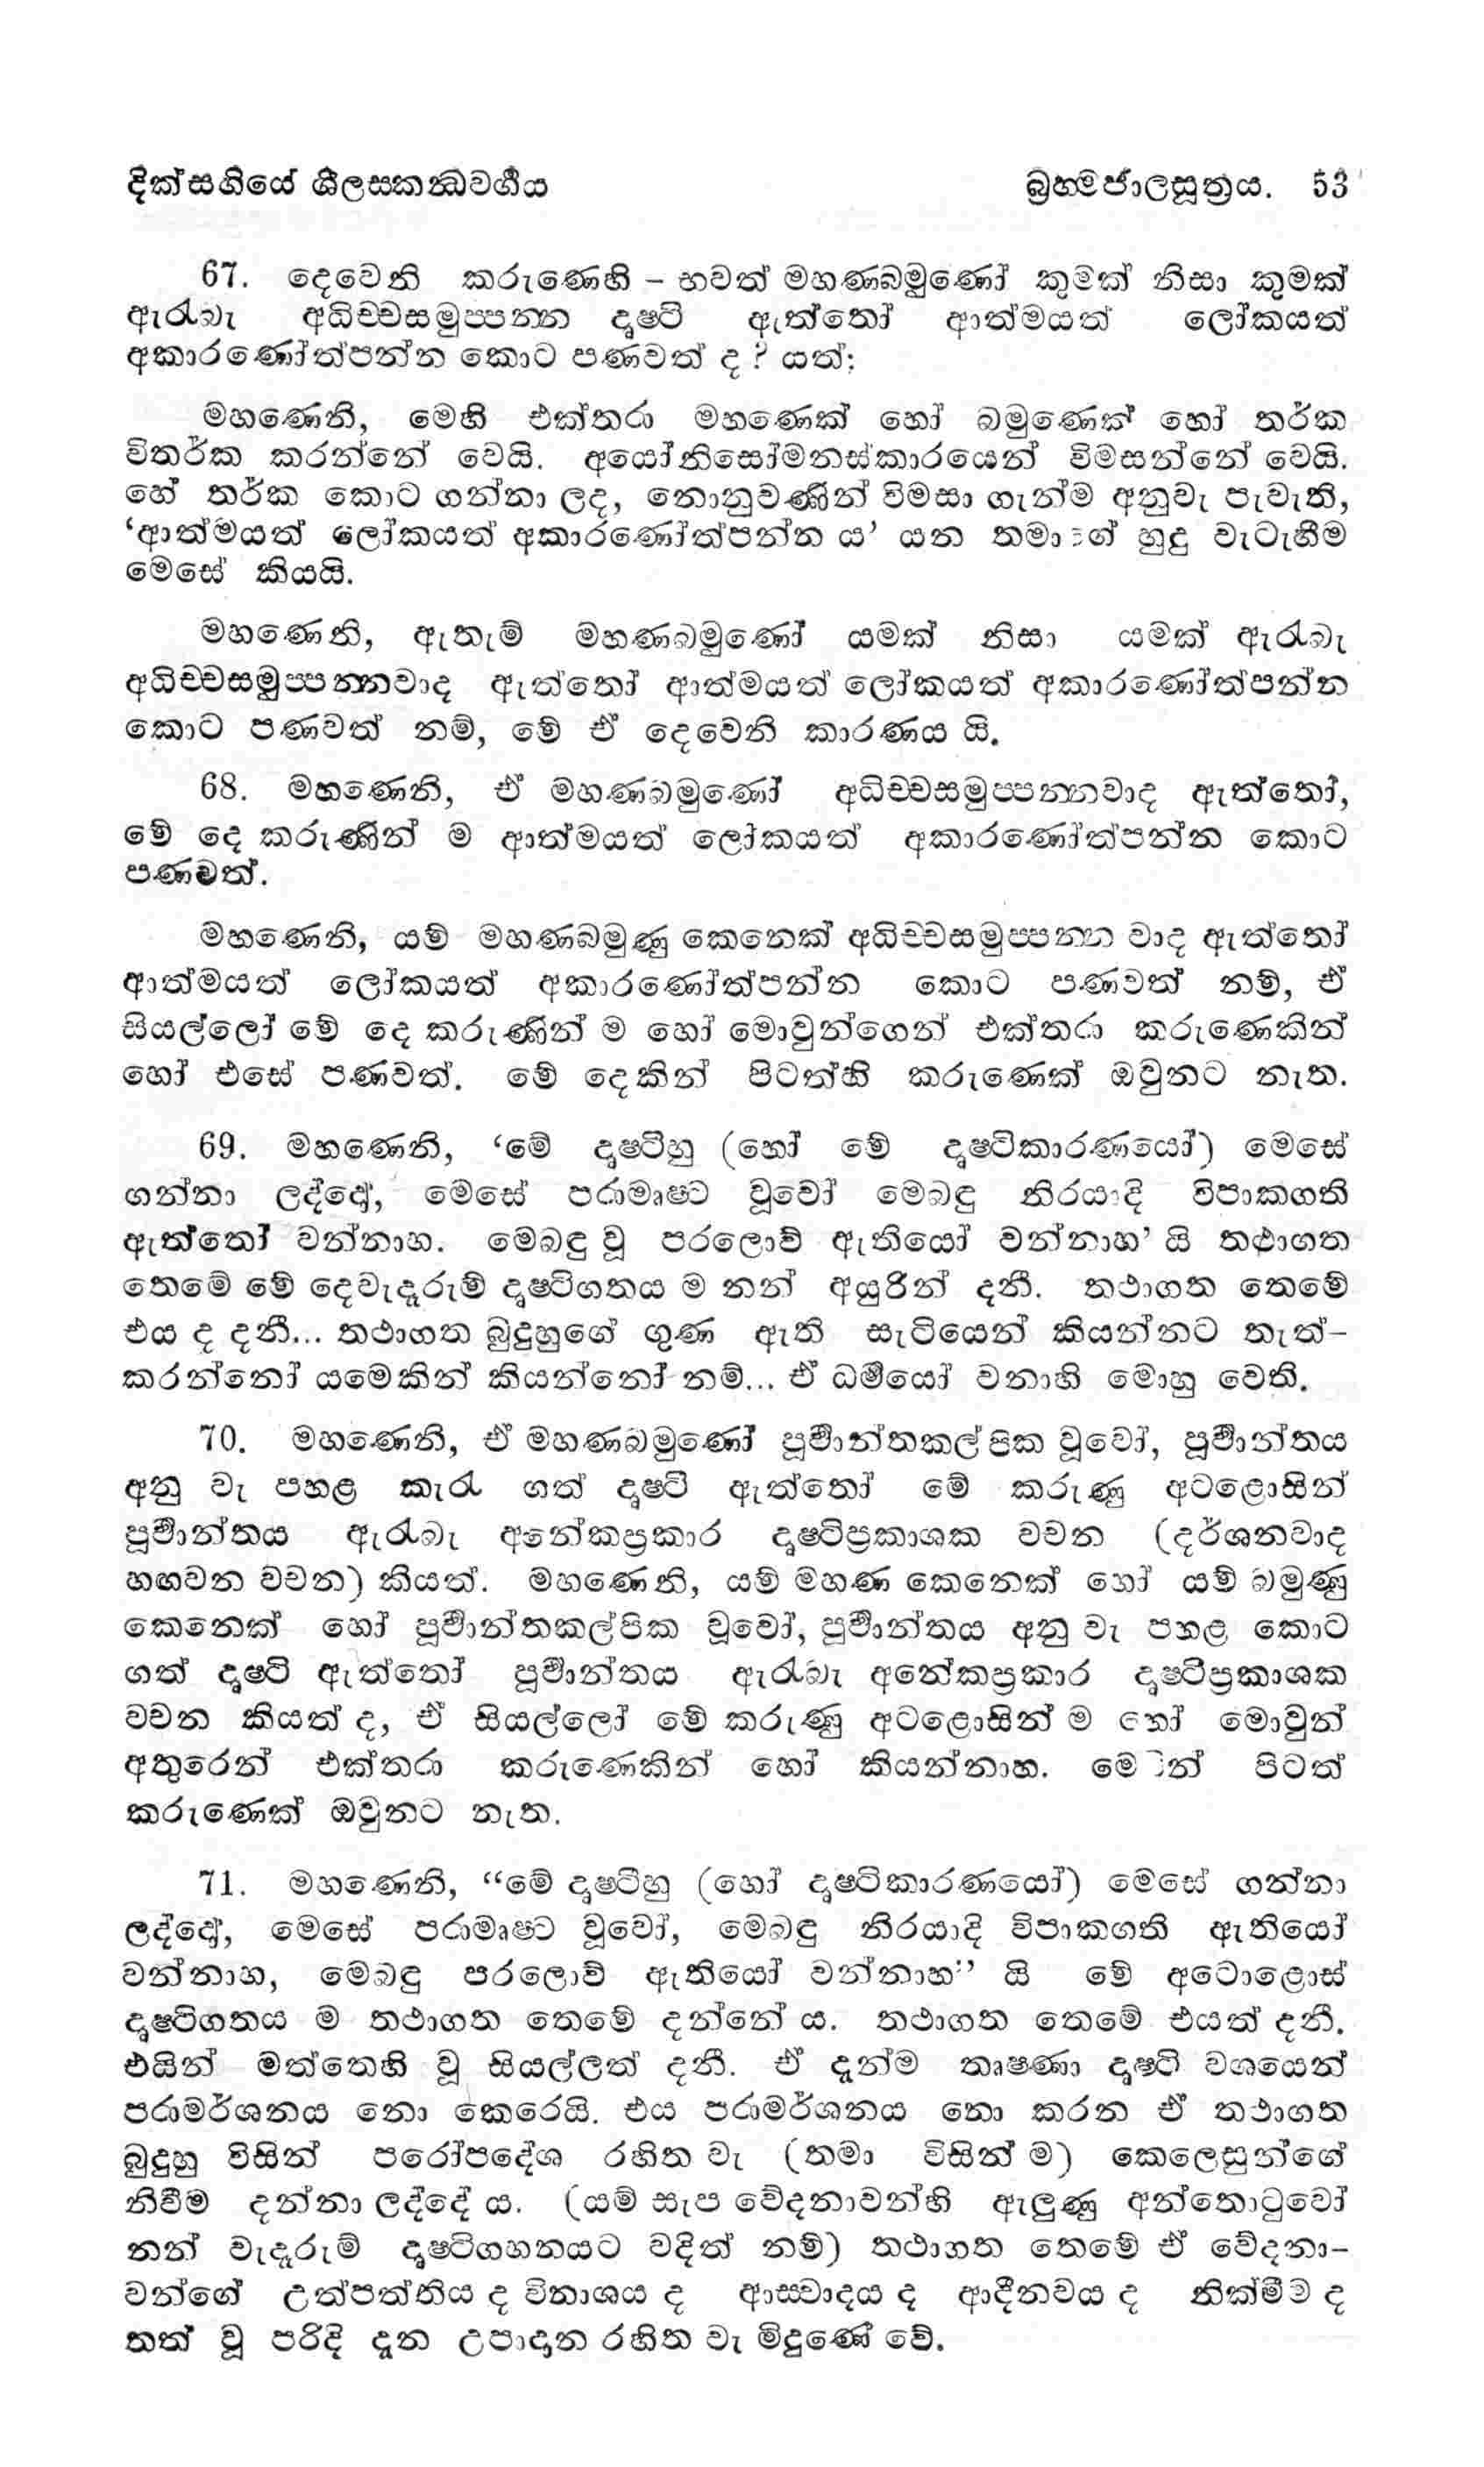 දික්සඟියේ ශීලස්කන්ධවර්‍ගය බ්‍රහ්මජාලසූත්‍රය. 53
67. දෙවෙනි කරුණෙහි – භවත් මහණබමුණෝ කුමක් නිසා කුමක්
ඇරැබැ අධිච්චසමුප්පන්න දෘෂ්ටි ඇත්තෝ ආත්මයත් ලෝකයත්
අකාරණෝත්පන්න කොට පණවත් ද? යත්:
මහණෙනි, මෙහි එක්තරා මහණෙක් හෝ බමුණෙක් හෝ තර්ක
විතර්ක කරන්නේ වෙයි. අයෝනිසෝමනස්කාරයෙන් විමසන්නේ වෙයි.
හේ තර්ක කොට ගන්නා ලද, නොනුවණින් විමසා ගැන්ම අනුවැ පැවැති,
‘ආත්මයත් ලෝකයත් අකාරණෝත්පන්න ය’ යන තමාගේ හුදු වැටැහීම
මෙසේ කියයි.
මහණෙනි, ඇතැම් මහණබමුණෝ යමක් නිසා යමක් ඇරැබැ
අධිච්චසමුප්පන්නවාද ඇත්තෝ ආත්මයත් ලෝකයත් අකාරණෝත්පන්න
කොට පණවත් නම්, මේ ඒ දෙවෙනි කාරණය යි.
68. මහණෙනි, ඒ මහණබමුණෝ අධිච්චසමුප්පන්නවාද ඇත්තෝ,
මේ දෙ කරුණින් ම ආත්මයත් ලෝකයත් අකාරණෝත්පන්න කොට
පණවත්.
මහණෙනි, යම් මහණබමුණු කෙනෙක් අධිච්චසමුප්පන්න වාද ඇත්තෝ
ආත්මයත් ලෝකයත් අකාරණෝත්පන්න කොට පණවත් නම්, ඒ
සියල්ලෝ මේ දෙ කරුණින් ම හෝ මොවුන්ගෙන් එක්තරා කරුණෙකින්
හෝ එසේ පණවත්. මේ දෙකින් පිටත්හි කරුණෙක් ඔවුනට නැත.
69. මහණෙනි, ‘මේ දෘෂ්ටිහු (හෝ මේ දෘෂ්ටිකාරණයෝ) මෙසේ
ගන්නා ලද්දෝ, මෙසේ පරාමෘෂ්ට වූවෝ මෙබඳු නිරයාදි විපාකගති
ඇත්තෝ වන්නාහ. මෙබඳු වූ පරලොව් ඇතියෝ වන්නාහ’ යි තථාගත
තෙමේ මේ දෙවැදෑරුම් දෘෂ්ටිගතය ම නන් අයුරින් දනී. තථාගත තෙමේ
එය ද දනී... තථාගත බුදුහුගේ ගුණ ඇති සැටියෙන් කියන්නට තැත්–
කරන්නෝ යමෙකින් කියන්නෝ නම්... ඒ ධර්‍මයෝ වනාහි මොහු වෙති.
70. මහණෙනි, ඒ මහණබමුණෝ පූර්‍වාන්තකල්පික වූවෝ, පූර්‍වාන්තය
අනු වැ පහළ කැරැ ගත් දෘෂ්ටි ඇත්තෝ මේ කරුණු අටළොසින්
පූර්‍වාන්තය ඇරැබැ අනේකප්‍රකාර දෘෂ්ටිප්‍රකාශක වචන (දර්ශනවාද
හඟවන වචන) කියත්. මහණෙනි, යම් මහණ කෙනෙක් හෝ යම් බමුණු
කෙනෙක් හෝ පූර්‍වාන්තකල්පික වූවෝ, පූර්‍වාන්තය අනු වැ පහළ කොට
ගත් දෘෂ්ටි ඇත්තෝ පූර්‍වාන්තය ඇරැබැ අනේකප්‍රකාර දෘෂ්ටිප්‍රකාශක
වචන කියත් ද, ඒ සියල්ලෝ මේ කරුණු අටළොසින් ම හෝ මොවුන්
අතුරෙන් එක්තරා කරුණෙකින් හෝ කියන්නාහ. පිටත්
කරුණෙක් ඔවුනට නැත.
71. මහණෙනි, “මේ දෘෂ්ටිහු (හෝ දෘෂ්ටිකාරණයෝ) මෙසේ ගන්නා
ලද්දෝ, මෙසේ පරාමෘෂ්ට වූවෝ, මෙබඳු නිරයාදි විපාකගති ඇතියෝ
වන්නාහ, මෙබඳු පරලොව් ඇතියෝ වන්නාහ” යි මේ අටොළොස්
දෘෂ්ටිගතය ම තථාගත තෙමේ දන්නේ ය. තථාගත තෙමේ එයත් දනී.
එයින් මත්තෙහි වූ සියල්ලත් දනී. ඒ දැන්ම තෘෂ්ණා දෘෂ්ටි වශයෙන්
පරාමර්ශනය නො කෙරෙයි. එය පරාමර්ශනය නො කරන ඒ තථාගත
බුදුහු විසින් පරෝපදේශ රහිත වැ (තමා විසින් ම) කෙලෙසුන්ගේ
නිවීම දන්නා ලද්දේ ය. (යම් සැප වේදනාවන්හි ඇලුණු අන්තොටුවෝ
නන් වැදෑරුම් දෘෂ්ටිගහනයට වදිත් නම්) තථාගත තෙමේ ඒ වේදනා–
වන්ගේ උත්පත්තිය ද විනාශය ද ආස්වාදය ද ආදීනවය ද නික්මීම ද
තත් වූ පරිදි දැන උපාදාන රහිත වැ මිදුණේ වේ.